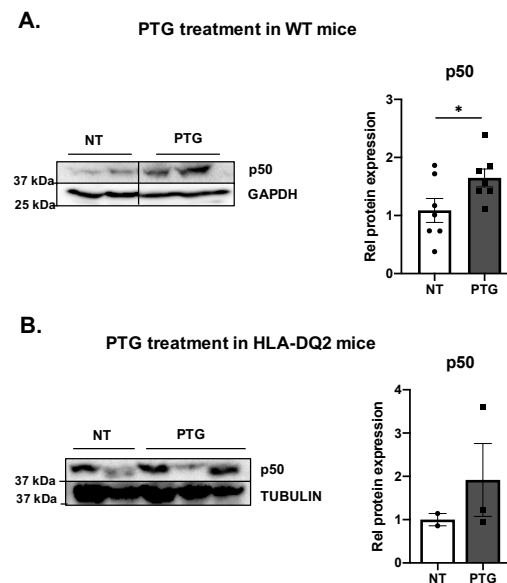 A.
PTG treatment in WT mice
NT PTG
37 kDa
25 kDa
p50
GAPDH
p50
Rel protein expression
3
2
1
0
*
NT PTG
B.
PTG treatment in HLA-DQ2 mice
NT PTG
37 kDa
37 kDa
p50
TUBULIN
p50
Rel protein expression
4
3
2
1
0
NT PTG